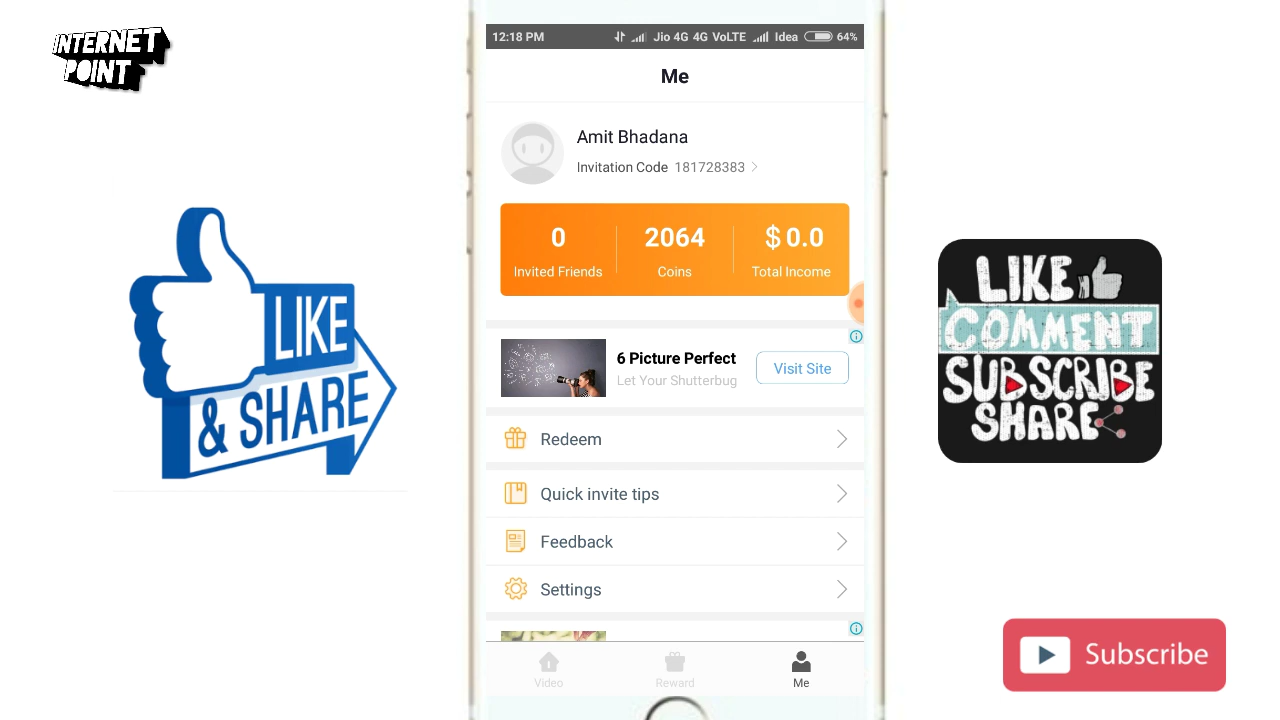 INTERNET
POINT
12:18 PM Jio 4G 4G VoLTE Idea 64%
Me
Amit Bhadana
Invitation Code 181728383
0 2064 $0.0
Invited Friends Coins Total Income
6 Picture Perfect
Let Your Shutterbug
Visit Site
Redeem
Quick invite tips
Feedback
Settings
Video Reward Me
LIKE
& SHARE
LIKE
COMMENT
SUBSCRIBE
SHARE
Subscribe